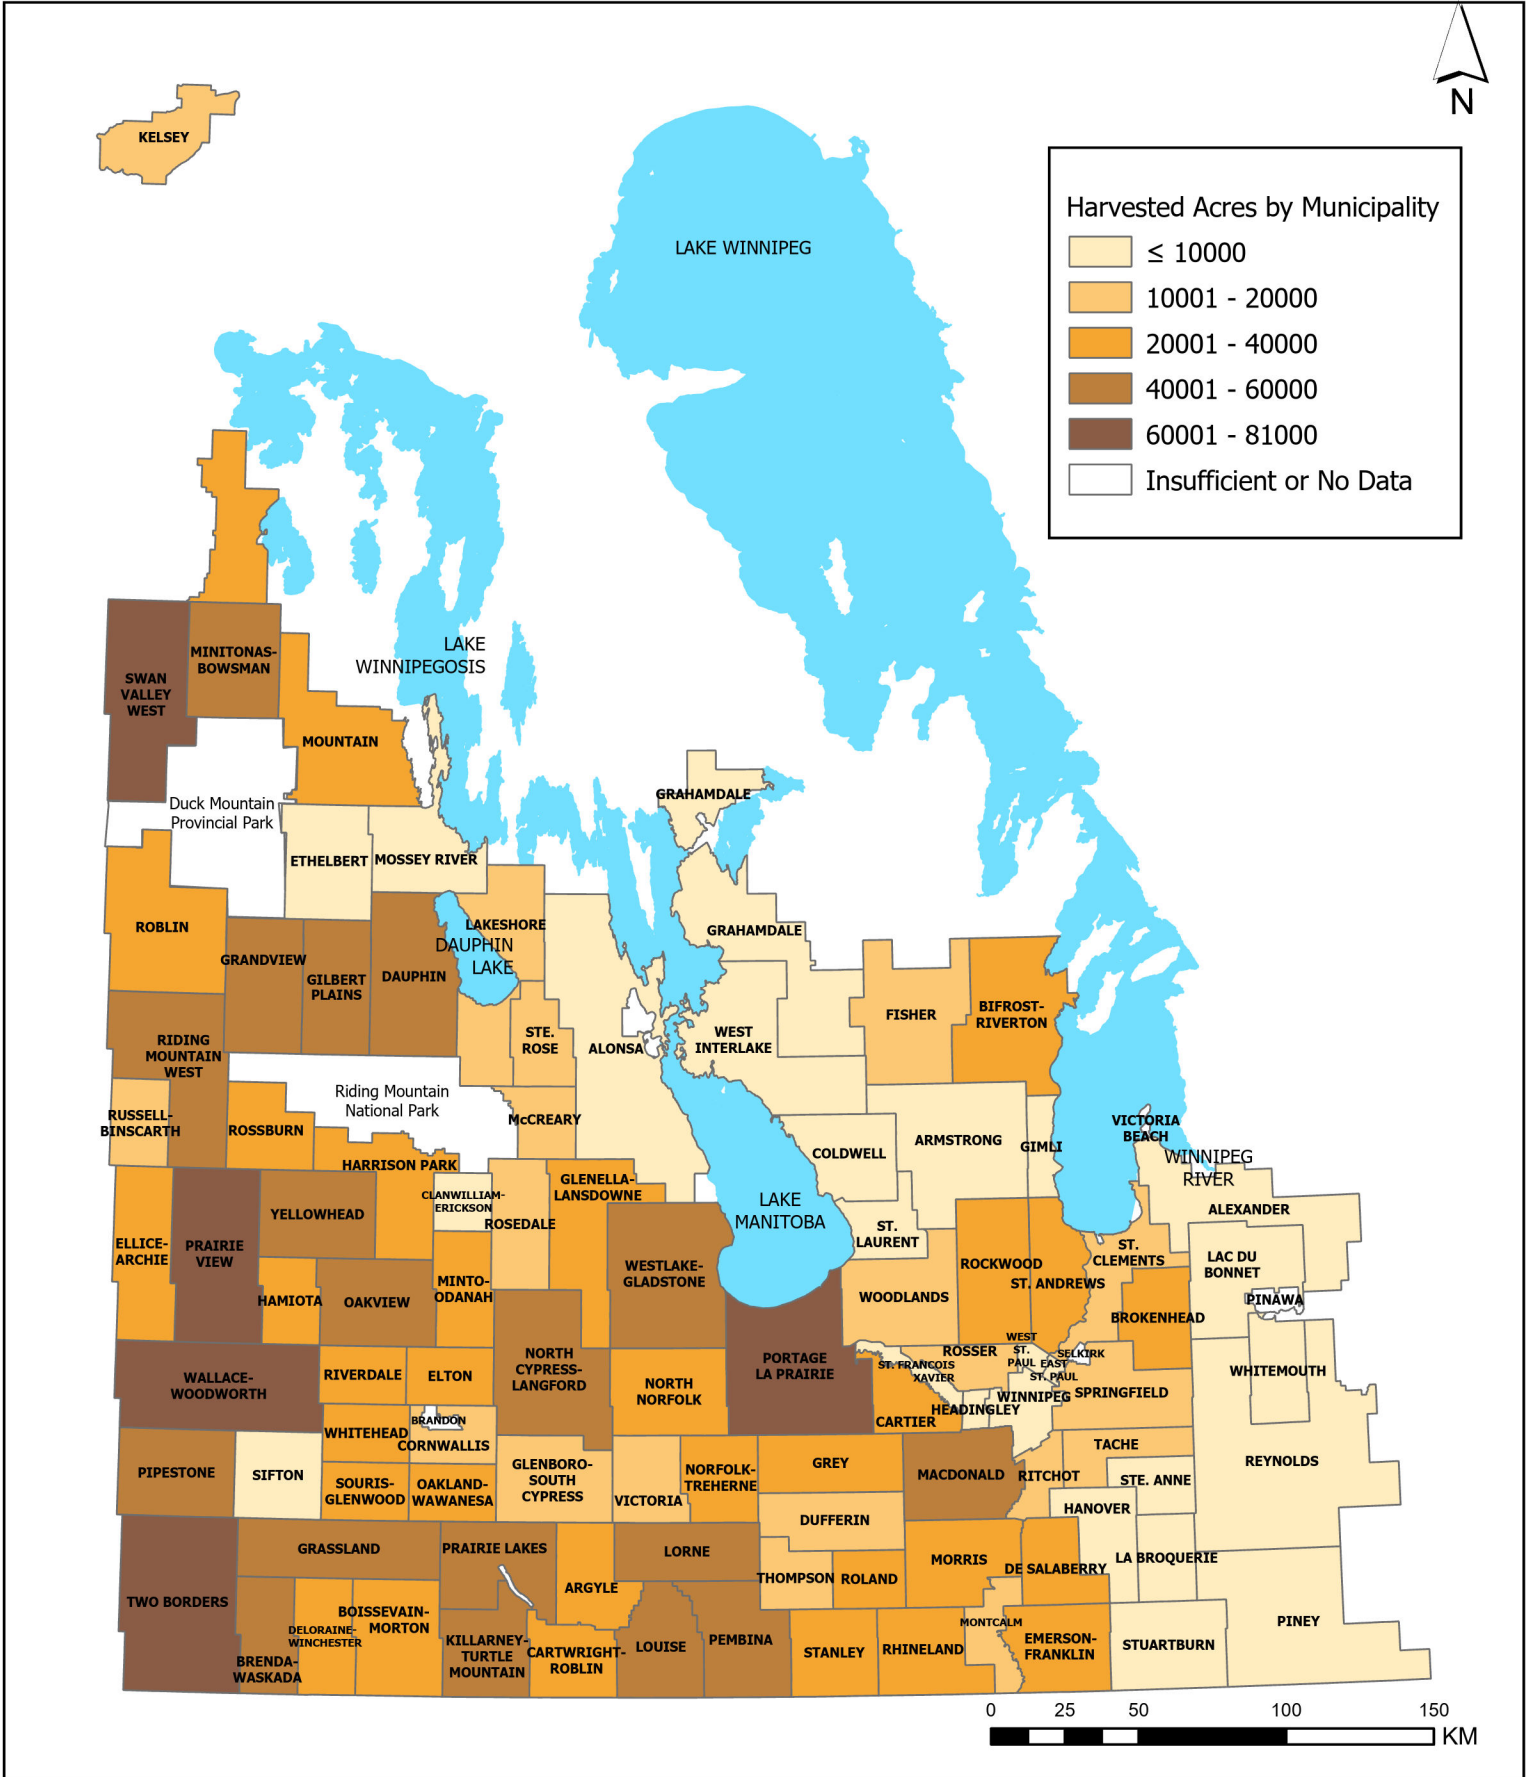 N
KELSEY
Harvested Acres by Municipality
≤ 10000
10001 - 20000
20001 - 40000
40001 - 60000
60001 - 81000
Insufficient or No Data
LAKE WINNIPEG
LAKE
WINNIPEGOSIS
MINITONAS-
BOWSMAN
SWAN
VALLEY
WEST
MOUNTAIN
Duck Mountain
Provincial Park
GRAHAMDALE
ETHELBERT
MOSSEY RIVER
ROBLIN
LAKESHORE
GRAHAMDALE
DAUPHIN
LAKE
GRANDVIEW
GILBERT
PLAINS
DAUPHIN
FISHER
BIFROST-
RIVERTON
STE.
ROSE
ALONSA
WEST
INTERLAKE
RIDING
MOUNTAIN
WEST
Riding Mountain
National Park
RUSSELL-
BINSCARTH
ROSSBURN
McCREARY
VICTORIA
BEACH
ARMSTRONG
GIMLI
COLDWELL
WINNIPEG
RIVER
HARRISON PARK
GLENELLA-
LANSDOWNE
CLANWILLIAM-
ERICKSON
ROSEDALE
LAKE
MANITOBA
ALEXANDER
YELLOWHEAD
ST.
LAURENT
ELLICE-
ARCHIE
PRAIRIE
VIEW
ST.
CLEMENTS
LAC DU
BONNET
WESTLAKE-
GLADSTONE
ROCKWOOD
ST. ANDREWS
MINTO-
ODANAH
HAMIOTA
OAKVIEW
WOODLANDS
PINAWA
BROKENHEAD
WEST
ST.
PAUL
ROSSER
SELKIRK
EAST
ST. PAUL
ST. FRANCOIS
XAVIER
NORTH
CYPRESS-
LANGFORD
PORTAGE
LA PRAIRIE
WHITEMOUTH
WALLACE-
WOODWORTH
RIVERDALE
ELTON
NORTH
NORFOLK
WINNIPEG
SPRINGFIELD
HEADINGLEY
CARTIER
BRANDON
WHITEHEAD
CORNWALLIS
TACHE
PIPESTONE
SIFTON
GLENBORO-
SOUTH
CYPRESS
GREY
MACDONALD
RITCHOT
STE. ANNE
REYNOLDS
SOURIS-
GLENWOOD
OAKLAND-
WAWANESA
VICTORIA
NORFOLK-
TREHERNE
HANOVER
DUFFERIN
GRASSLAND
PRAIRIE LAKES
LORNE
MORRIS
DE SALABERRY
LA BROQUERIE
ARGYLE
THOMPSON
ROLAND
TWO BORDERS
BOISSEVAIN-
MORTON
DELORAINE-
WINCHESTER
BRENDA-
WASKADA
KILLARNEY-
TURTLE
MOUNTAIN
CARTWRIGHT-
ROBLIN
LOUISE
PEMBINA
STANLEY
RHINELAND
MONTCALM
EMERSON-
FRANKLIN
STUARTBURN
PINEY
0 25 50 100 150
KM